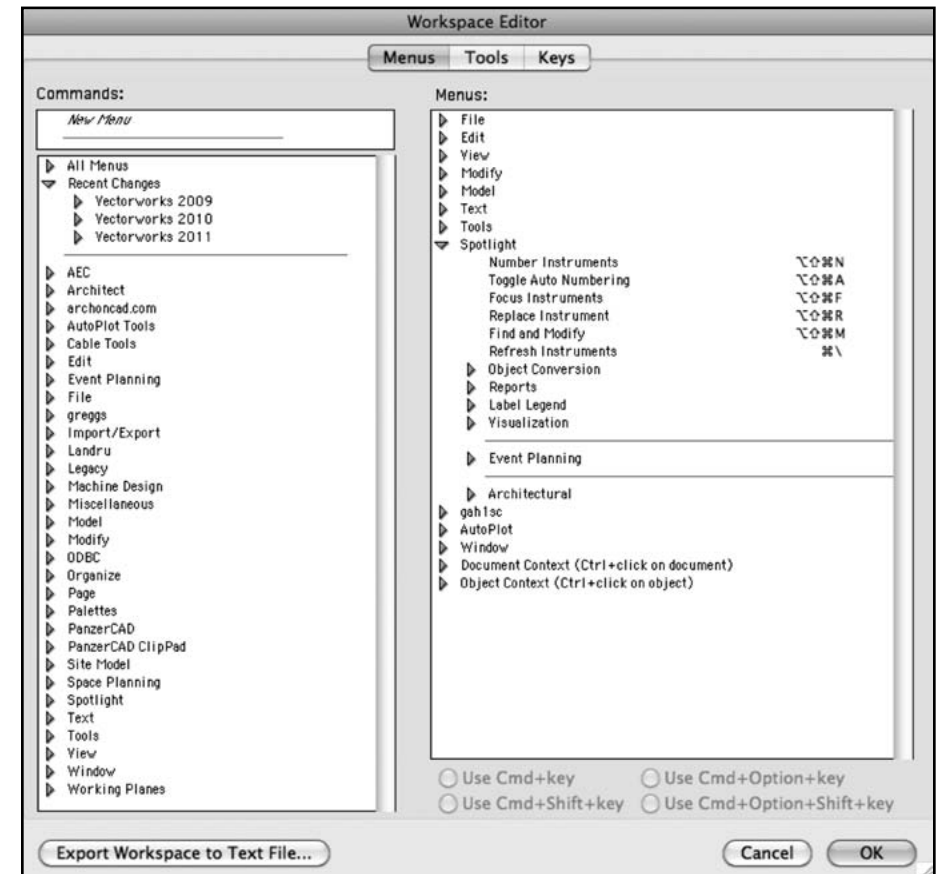 Workspace Editor
Menus Tools Keys
Commands:
New Menu
All Menus
Recent Changes
Vectorworks 2009
Vectorworks 2010
Vectorworks 2011
AEC
Architect
archoncad.com
AutoPlot Tools
Cable Tools
Edit
Event Planning
File
greggs
Import/Export
Landru
Legacy
Machine Design
Miscellaneous
Model
Modify
ODBC
Organize
Page
Palettes
PanzerCAD
PanzerCAD ClipPad
Site Model
Space Planning
Spotlight
Text
Tools
View
Window
Working Planes
Menus:
File
Edit
View
Modify
Model
Text
Tools
Spotlight
Number Instruments ⌥⇧⌘N
Toggle Auto Numbering ⌥⇧⌘A
Focus Instruments ⌥⇧⌘F
Replace Instrument ⌥⇧⌘R
Find and Modify ⌥⇧⌘M
Refresh Instruments ⌘\
Object Conversion
Reports
Label Legend
Visualization
Event Planning
Architectural
gah1sc
AutoPlot
Window
Document Context (Ctrl+click on document)
Object Context (Ctrl+click on object)
Use Cmd+key Use Cmd+Option+key
Use Cmd+Shift+key Use Cmd+Option+Shift+key
Export Workspace to Text File... Cancel OK